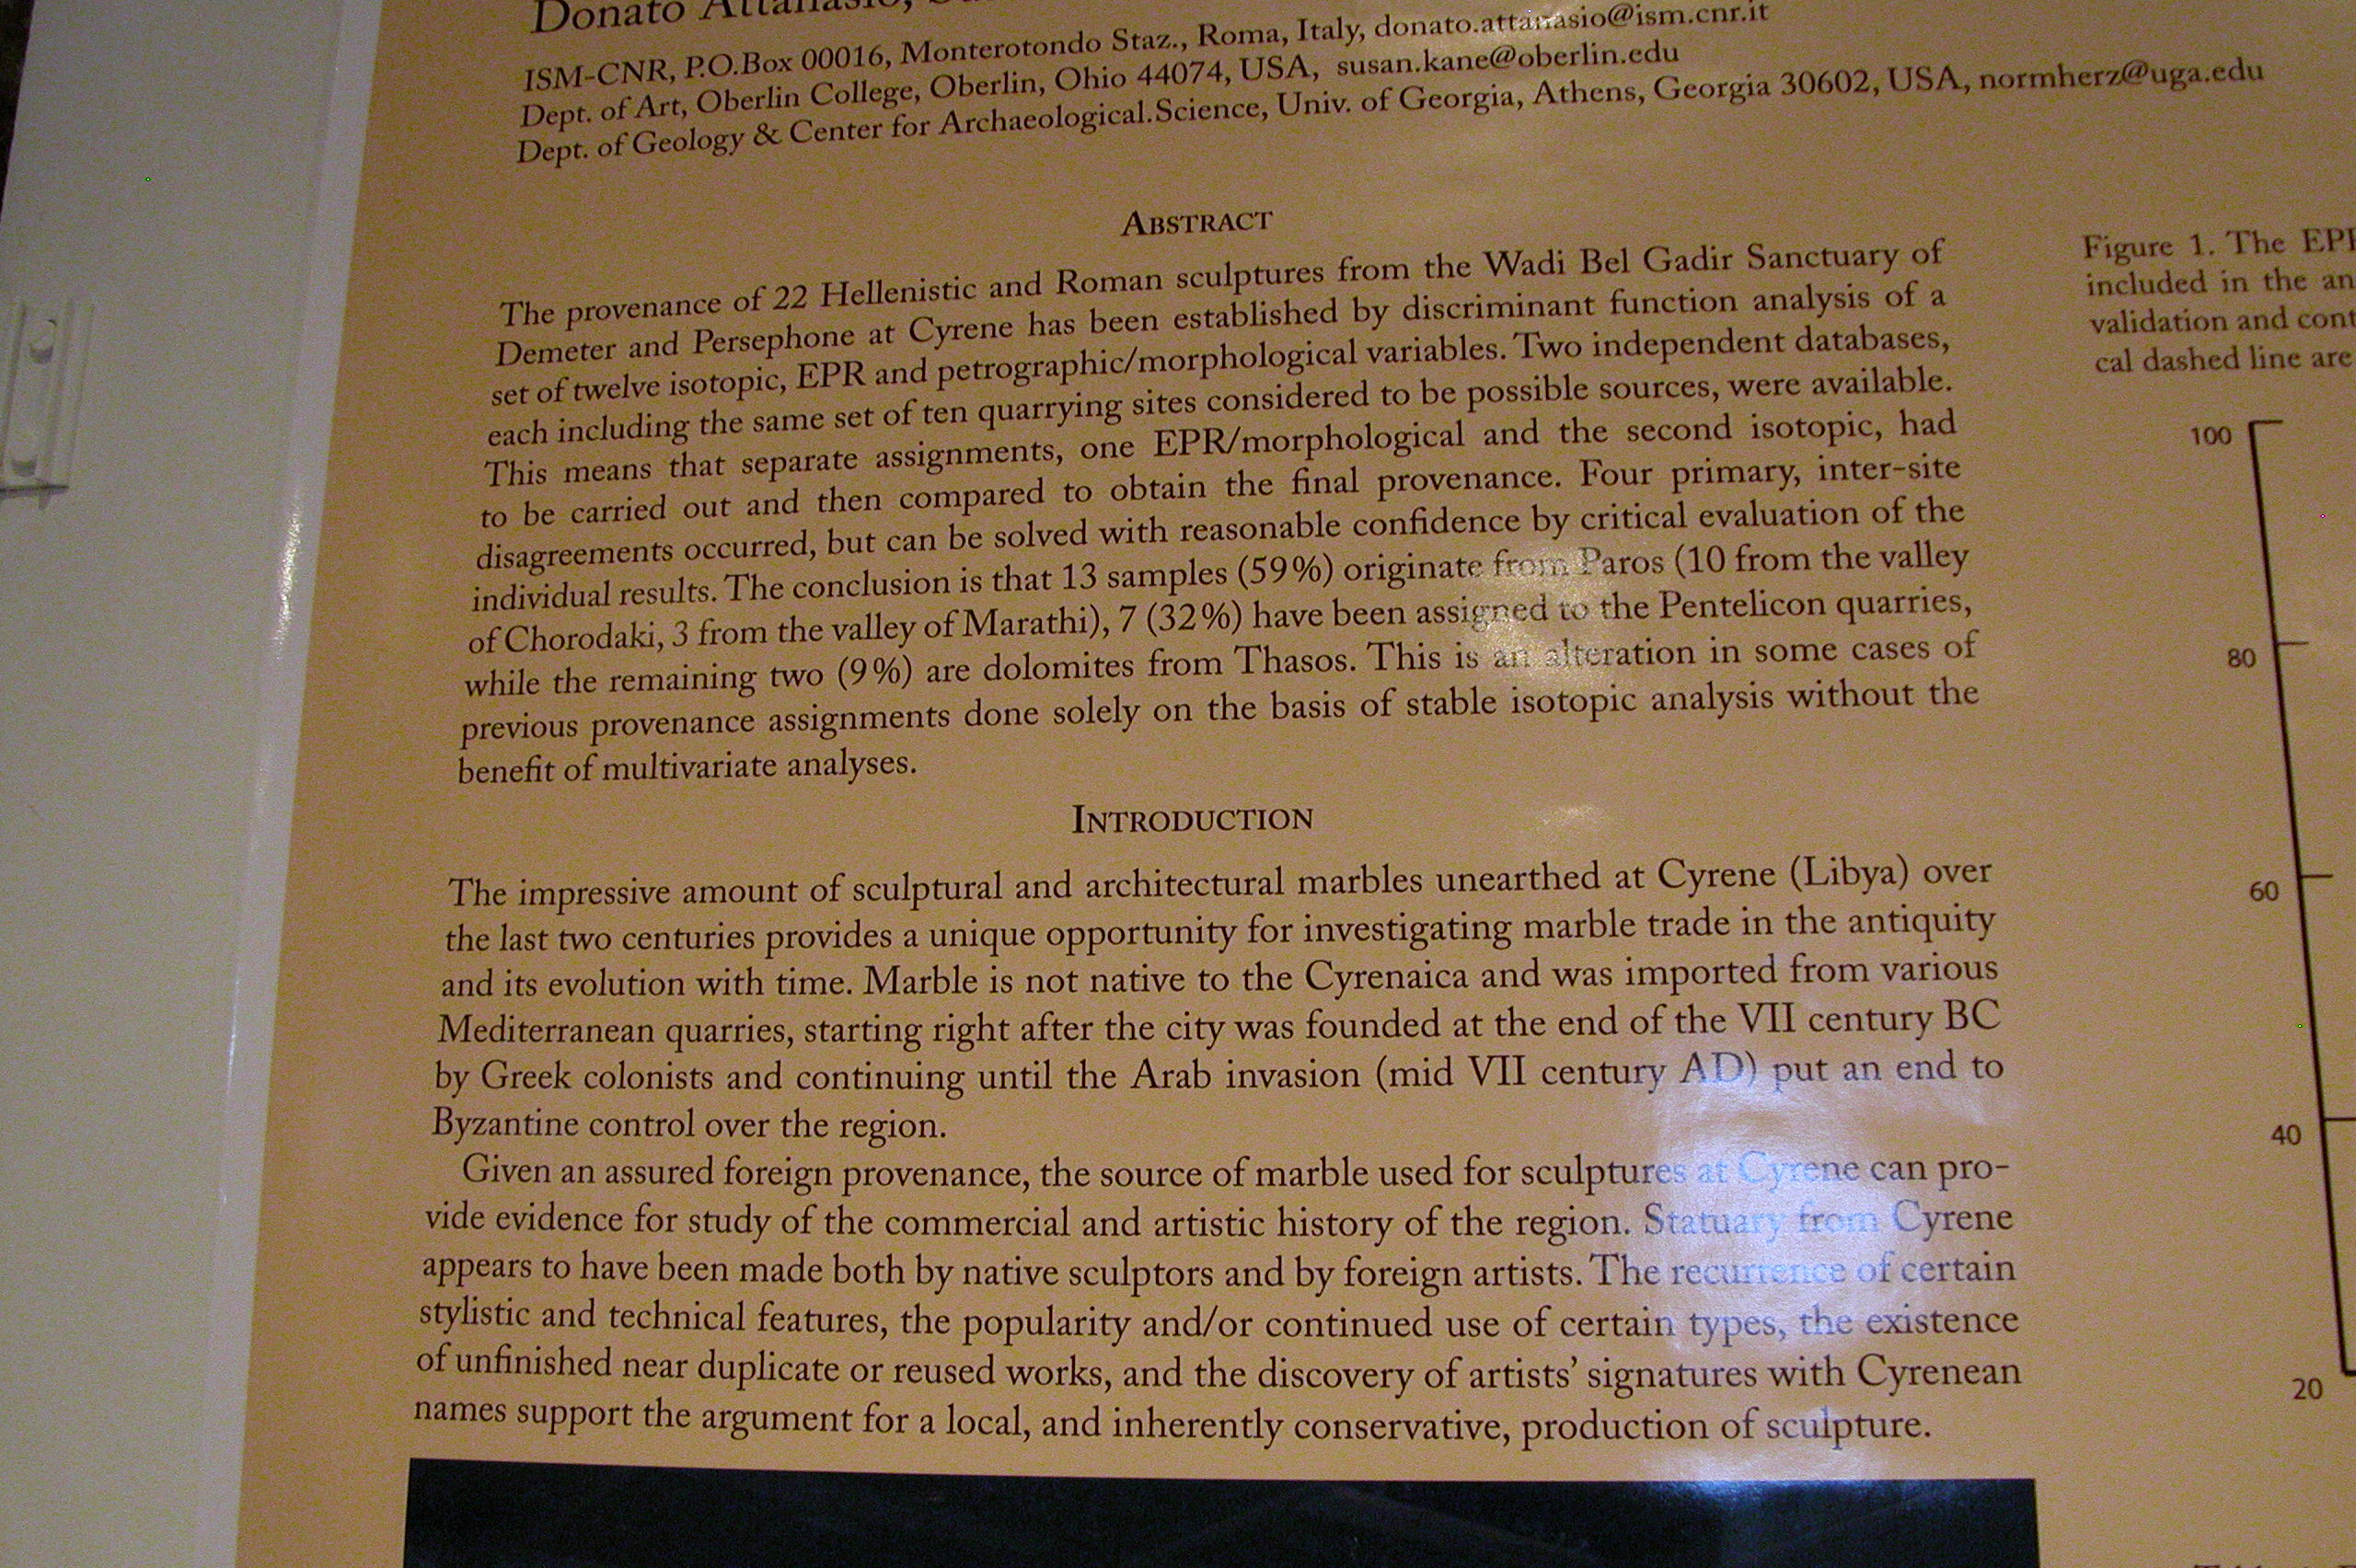 Donato Attanasio,
ISM-CNR, P.O.Box 00016, Monterotondo Staz., Roma, Italy, donato.attanasio@ism.cnr.it
Dept. of Art, Oberlin College, Oberlin, Ohio 44074, USA, susan.kane@oberlin.edu
Dept. of Geology & Center for Archaeological.Science, Univ. of Georgia, Athens, Georgia 30602, USA, normherz@uga.edu
ABSTRACT
The provenance of 22 Hellenistic and Roman sculptures from the Wadi Bel Gadir Sanctuary of
Demeter and Persephone at Cyrene has been established by discriminant function analysis of a
set of twelve isotopic, EPR and petrographic/morphological variables. Two independent databases,
each including the same set of ten quarrying sites considered to be possible sources, were available.
This means that separate assignments, one EPR/morphological and the second isotopic, had
to be carried out and then compared to obtain the final provenance. Four primary, inter-site
disagreements occurred, but can be solved with reasonable confidence by critical evaluation of the
individual results. The conclusion is that 13 samples (59%) originate from Paros (10 from the valley
of Chorodaki, 3 from the valley of Marathi), 7 (32%) have been assigned to the Pentelicon quarries,
while the remaining two (9%) are dolomites from Thasos. This is an alteration in some cases of
previous provenance assignments done solely on the basis of stable isotopic analysis without the
benefit of multivariate analyses.
INTRODUCTION
The impressive amount of sculptural and architectural marbles unearthed at Cyrene (Libya) over
the last two centuries provides a unique opportunity for investigating marble trade in the antiquity
and its evolution with time. Marble is not native to the Cyrenaica and was imported from various
Mediterranean quarries, starting right after the city was founded at the end of the VII century BC
by Greek colonists and continuing until the Arab invasion (mid VII century AD) put an end to
Byzantine control over the region.
Given an assured foreign provenance, the source of marble used for sculptures at Cyrene can pro-
vide evidence for study of the commercial and artistic history of the region. Statuary from Cyrene
appears to have been made both by native sculptors and by foreign artists. The recurrence of certain
stylistic and technical features, the popularity and/or continued use of certain types, the existence
of unfinished near duplicate or reused works, and the discovery of artists' signatures with Cyrenean
names support the argument for a local, and inherently conservative, production of sculpture.
Figure 1. The EPR
included in the an
validation and cont
cal dashed line are
100
80
60
40
20